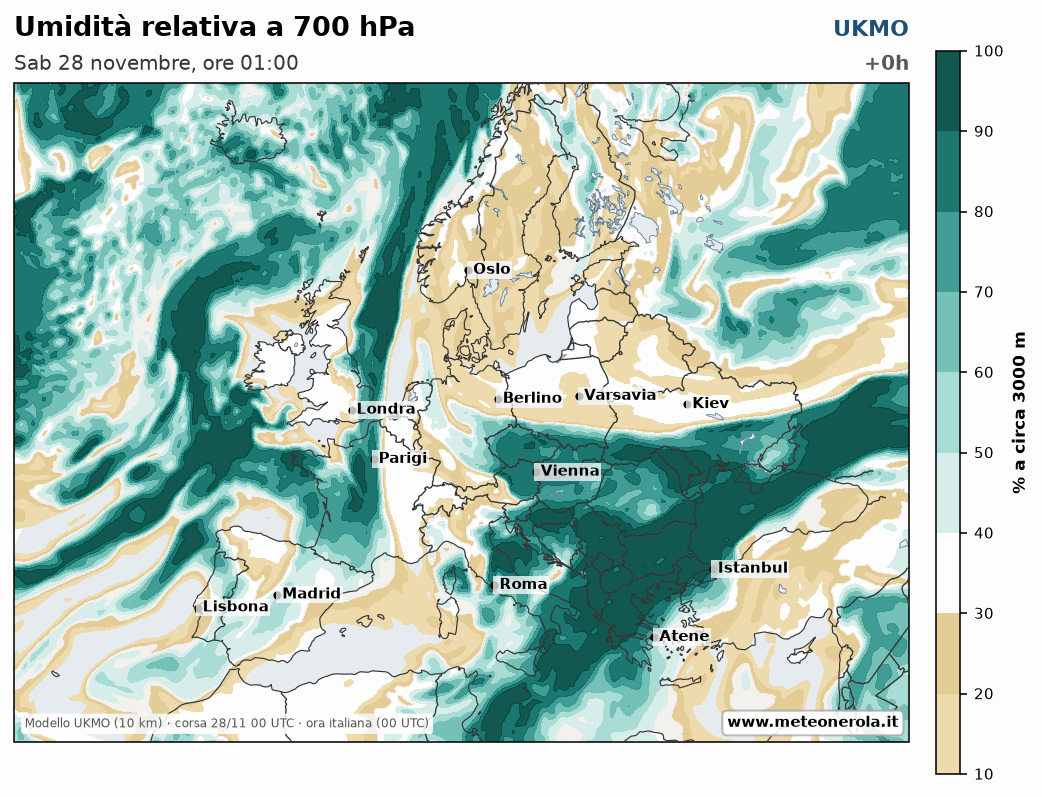 Umidità relativa a 700 hPa
UKMO
Sab 28 novembre, ore 01:00
+0h
100
90
80
70
60
50
40
30
20
10
% a circa 3000 m
Oslo
Berlino
Varsavia
Kiev
Londra
Parigi
Vienna
Istanbul
Roma
Madrid
Lisbona
Atene
Modello UKMO (10 km) · corsa 28/11 00 UTC · ora italiana (00 UTC)
www.meteonerola.it